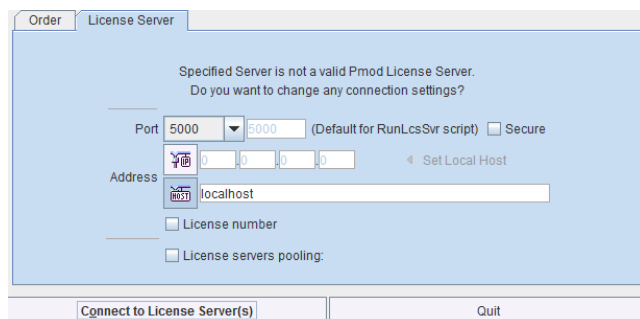 Order License Server
Specified Server is not a valid Pmod License Server.
Do you want to change any connection settings?
Port 5000 5000 (Default for RunLcsSvr script) Secure
0 .0 .0 .0 Set Local Host
Address
HOST localhost
License number
License servers pooling:
Connect to License Server(s) Quit